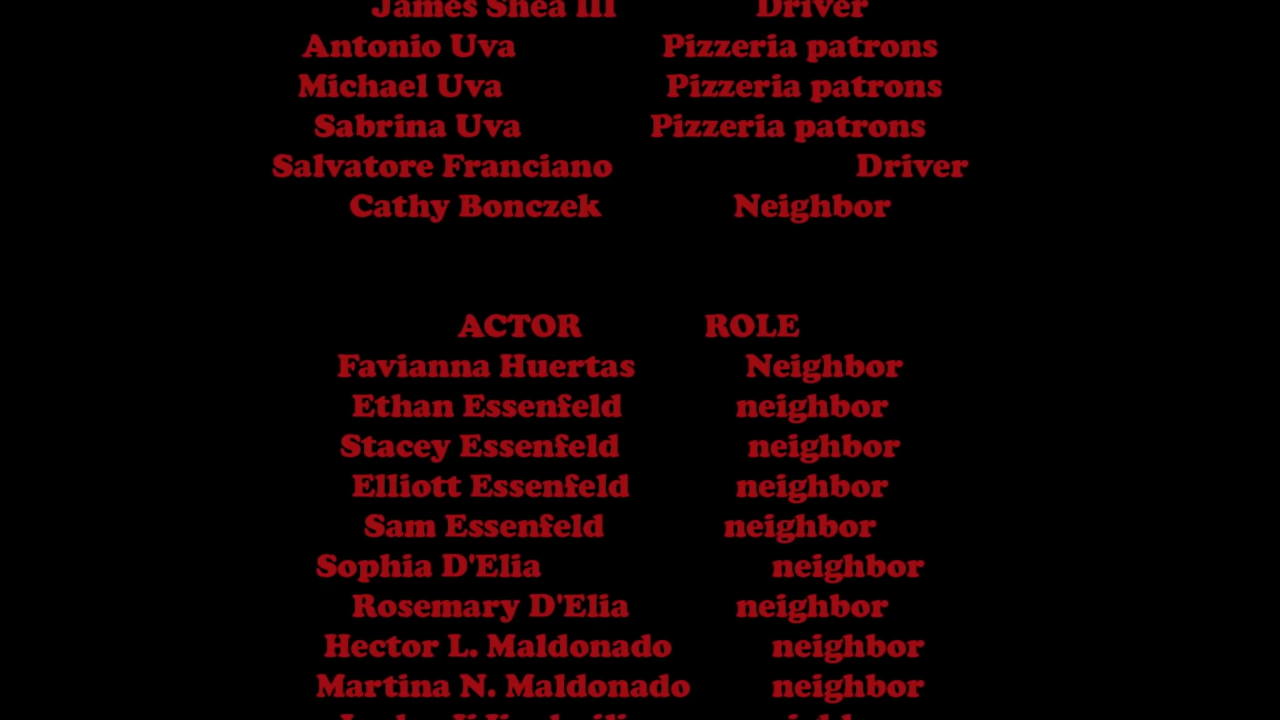 James Shea III Driver
Antonio Uva Pizzeria patrons
Michael Uva Pizzeria patrons
Sabrina Uva Pizzeria patrons
Salvatore Franciano Driver
Cathy Bonczek Neighbor
ACTOR ROLE
Favianna Huertas Neighbor
Ethan Essenfeld neighbor
Stacey Essenfeld neighbor
Elliott Essenfeld neighbor
Sam Essenfeld neighbor
Sophia D'Elia neighbor
Rosemary D'Elia neighbor
Hector L. Maldonado neighbor
Martina N. Maldonado neighbor